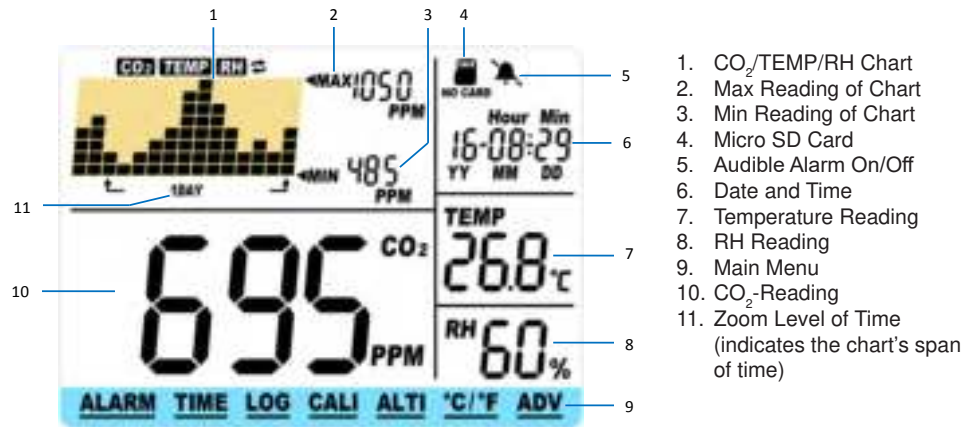 1
2
3
4
5
6
7
8
9
10
11
CO2 TEMP RH
MAX 1050
PPM
MIN 485
PPM
1DAY
NO CARD
Hour Min
16-08:29
YY MM DD
TEMP
26.8 °C
CO2
695 PPM
RH
60 %
ALARM TIME LOG CALI ALTI °C/°F ADV
1. CO2/TEMP/RH Chart
2. Max Reading of Chart
3. Min Reading of Chart
4. Micro SD Card
5. Audible Alarm On/Off
6. Date and Time
7. Temperature Reading
8. RH Reading
9. Main Menu
10. CO2-Reading
11. Zoom Level of Time
(indicates the chart's span
of time)